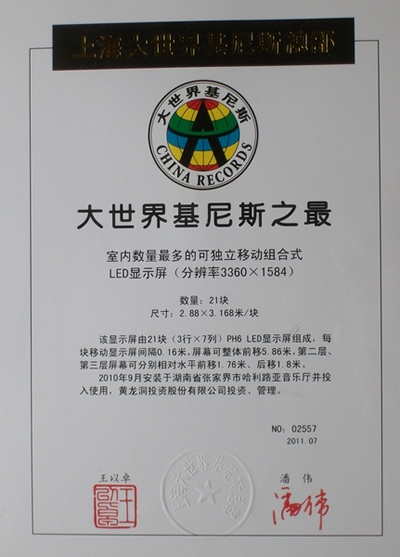 上海大世界基尼斯總部
大世界基尼斯
CHINA RECORDS
大世界基尼斯之最
室内数量最多的可独立移动组合式
LED显示屏（分辨率3360×1584）
数量：21块
尺寸：2.88×3.168米/块
该显示屏由21块（3行×7列）PH6 LED显示屏组成，每
块移动显示屏间隔0.16米，屏幕可整体前移5.86米，第二层、
第三层屏幕可分别相对水平前移1.76米、后移1.8米。
2010年9月安装于湖南省张家界市哈利路亚音乐厅并投
入使用，黄龙洞投资股份有限公司投资、管理。
NO：02557
2011.07
王以卓
潘伟
上海大世界基尼斯总部